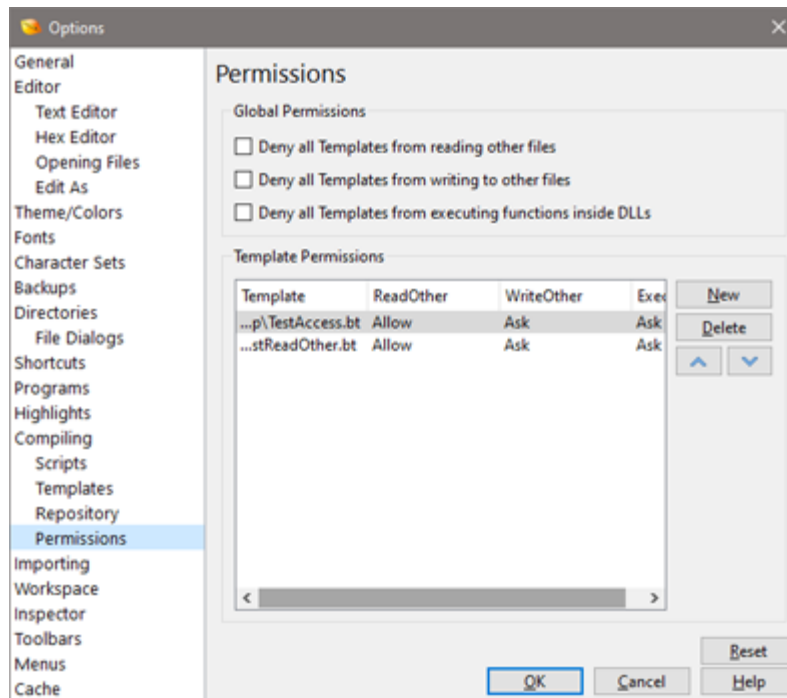 Options
General
Editor
Text Editor
Hex Editor
Opening Files
Edit As
Theme/Colors
Fonts
Character Sets
Backups
Directories
File Dialogs
Shortcuts
Programs
Highlights
Compiling
Scripts
Templates
Repository
Permissions
Importing
Workspace
Inspector
Toolbars
Menus
Cache
Permissions
Global Permissions
Deny all Templates from reading other files
Deny all Templates from writing to other files
Deny all Templates from executing functions inside DLLs
Template Permissions
Template ReadOther WriteOther Exec
...p\TestAccess.bt Allow Ask Ask
...stReadOther.bt Allow Ask Ask
New
Delete
Reset
OK Cancel Help